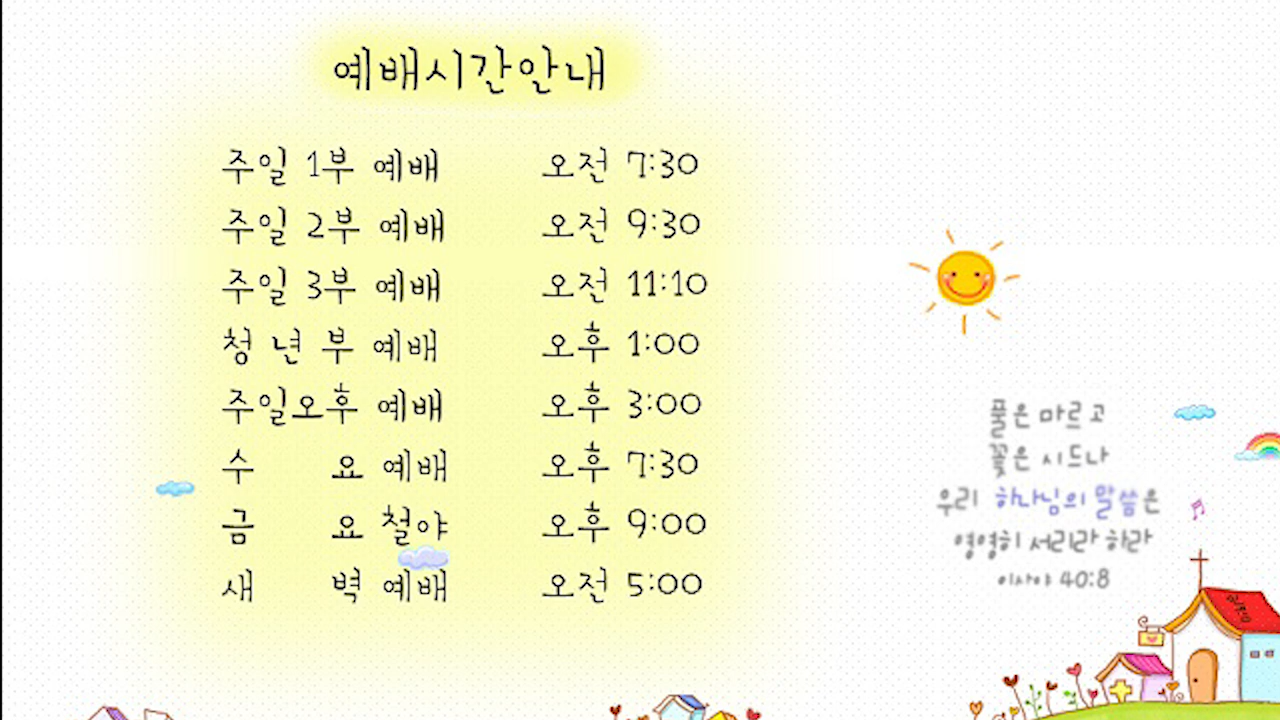 예배시간안내
주일 1부 예배 오전 7:30
주일 2부 예배 오전 9:30
주일 3부 예배 오전 11:10
청 년 부 예배 오후 1:00
주일오후 예배 오후 3:00
수 요 예배 오후 7:30
금 요 철야 오후 9:00
새 벽 예배 오전 5:00
풀은 마르고
꽃은 시드나
우리 하나님의 말씀은
영영히 서리라 하라
이사야 40:8